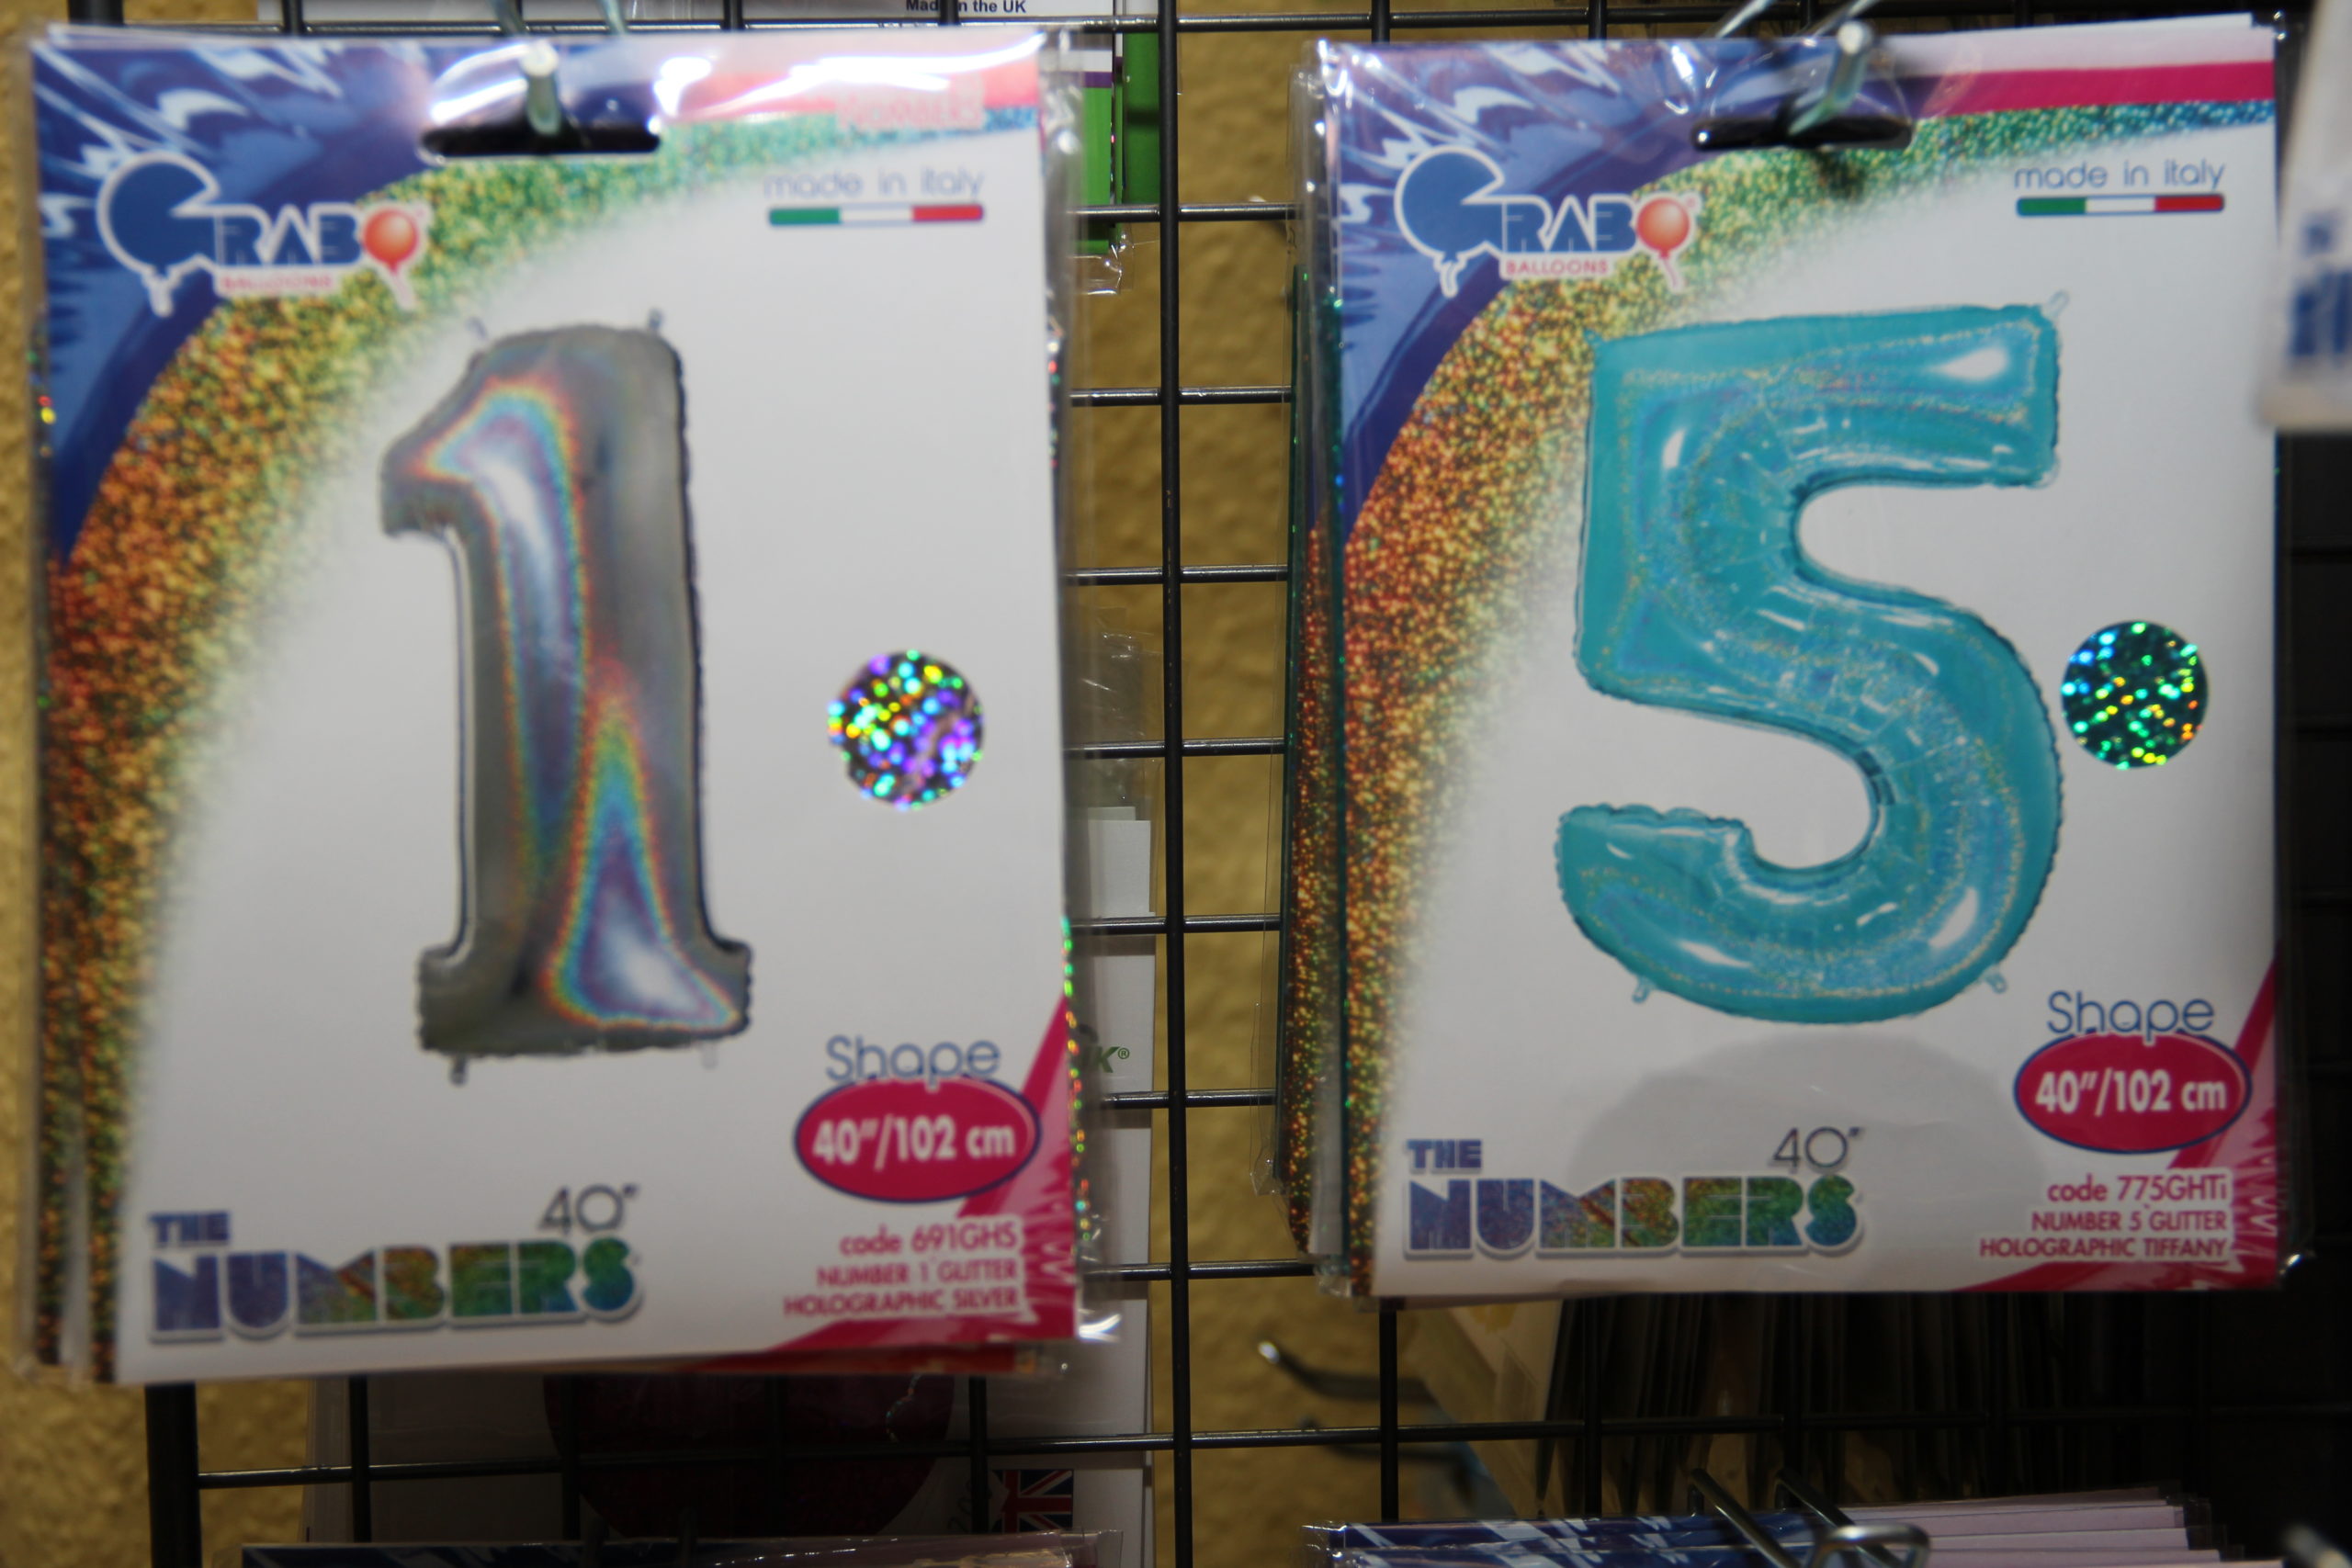 Made in the UK
NUMBERS
GRABO
BALLOONS
made in italy
1
Shape
40"/102 cm
40"
THE
NUMBERS
code 691GHS
NUMBER 1 GLITTER
HOLOGRAPHIC SILVER
GRABO
BALLOONS
made in italy
5
Shape
40"/102 cm
40"
THE
NUMBERS
code 775GHTi
NUMBER 5 GLITTER
HOLOGRAPHIC TIFFANY